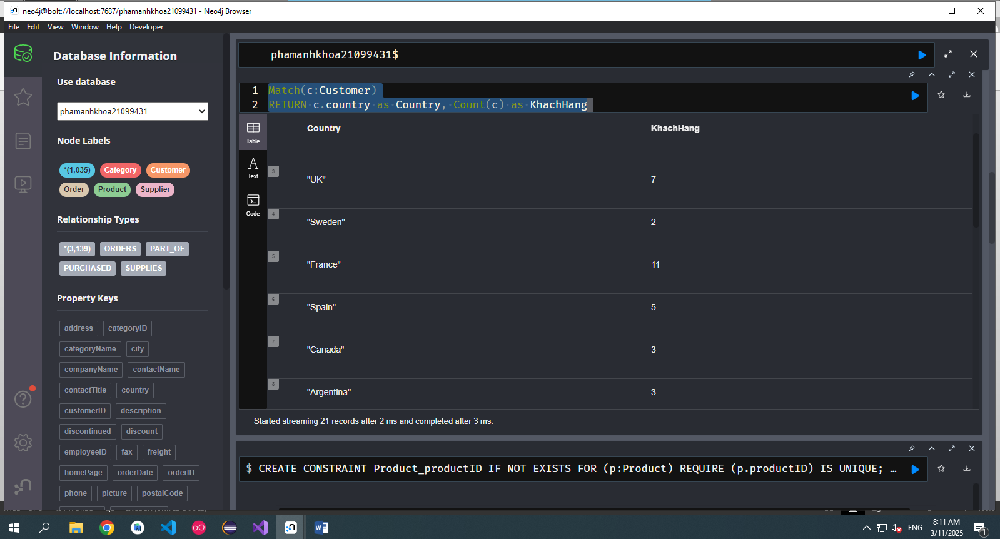 neo4j@bolt://localhost:7687/phamanhkhoa21099431 - Neo4j Browser
File Edit View Window Help Developer
Database Information
Use database
phamanhkhoa21099431
Node Labels
*(1,035) Category Customer
Order Product Supplier
Relationship Types
*(3,139) ORDERS PART_OF
PURCHASED SUPPLIES
Property Keys
address categoryID
categoryName city
companyName contactName
contactTitle country
customerID description
discontinued discount
employeeID fax freight
homePage orderDate orderID
phone picture postalCode
phamanhkhoa21099431$
1 Match(c:Customer)
2 RETURN c.country as Country, Count(c) as KhachHang
Table
Text
Code
Country KhachHang
3 "UK" 7
4 "Sweden" 2
5 "France" 11
6 "Spain" 5
7 "Canada" 3
8 "Argentina" 3
Started streaming 21 records after 2 ms and completed after 3 ms.
$ CREATE CONSTRAINT Product_productID IF NOT EXISTS FOR (p:Product) REQUIRE (p.productID) IS UNIQUE; …
ENG
8:11 AM
3/11/2025
1